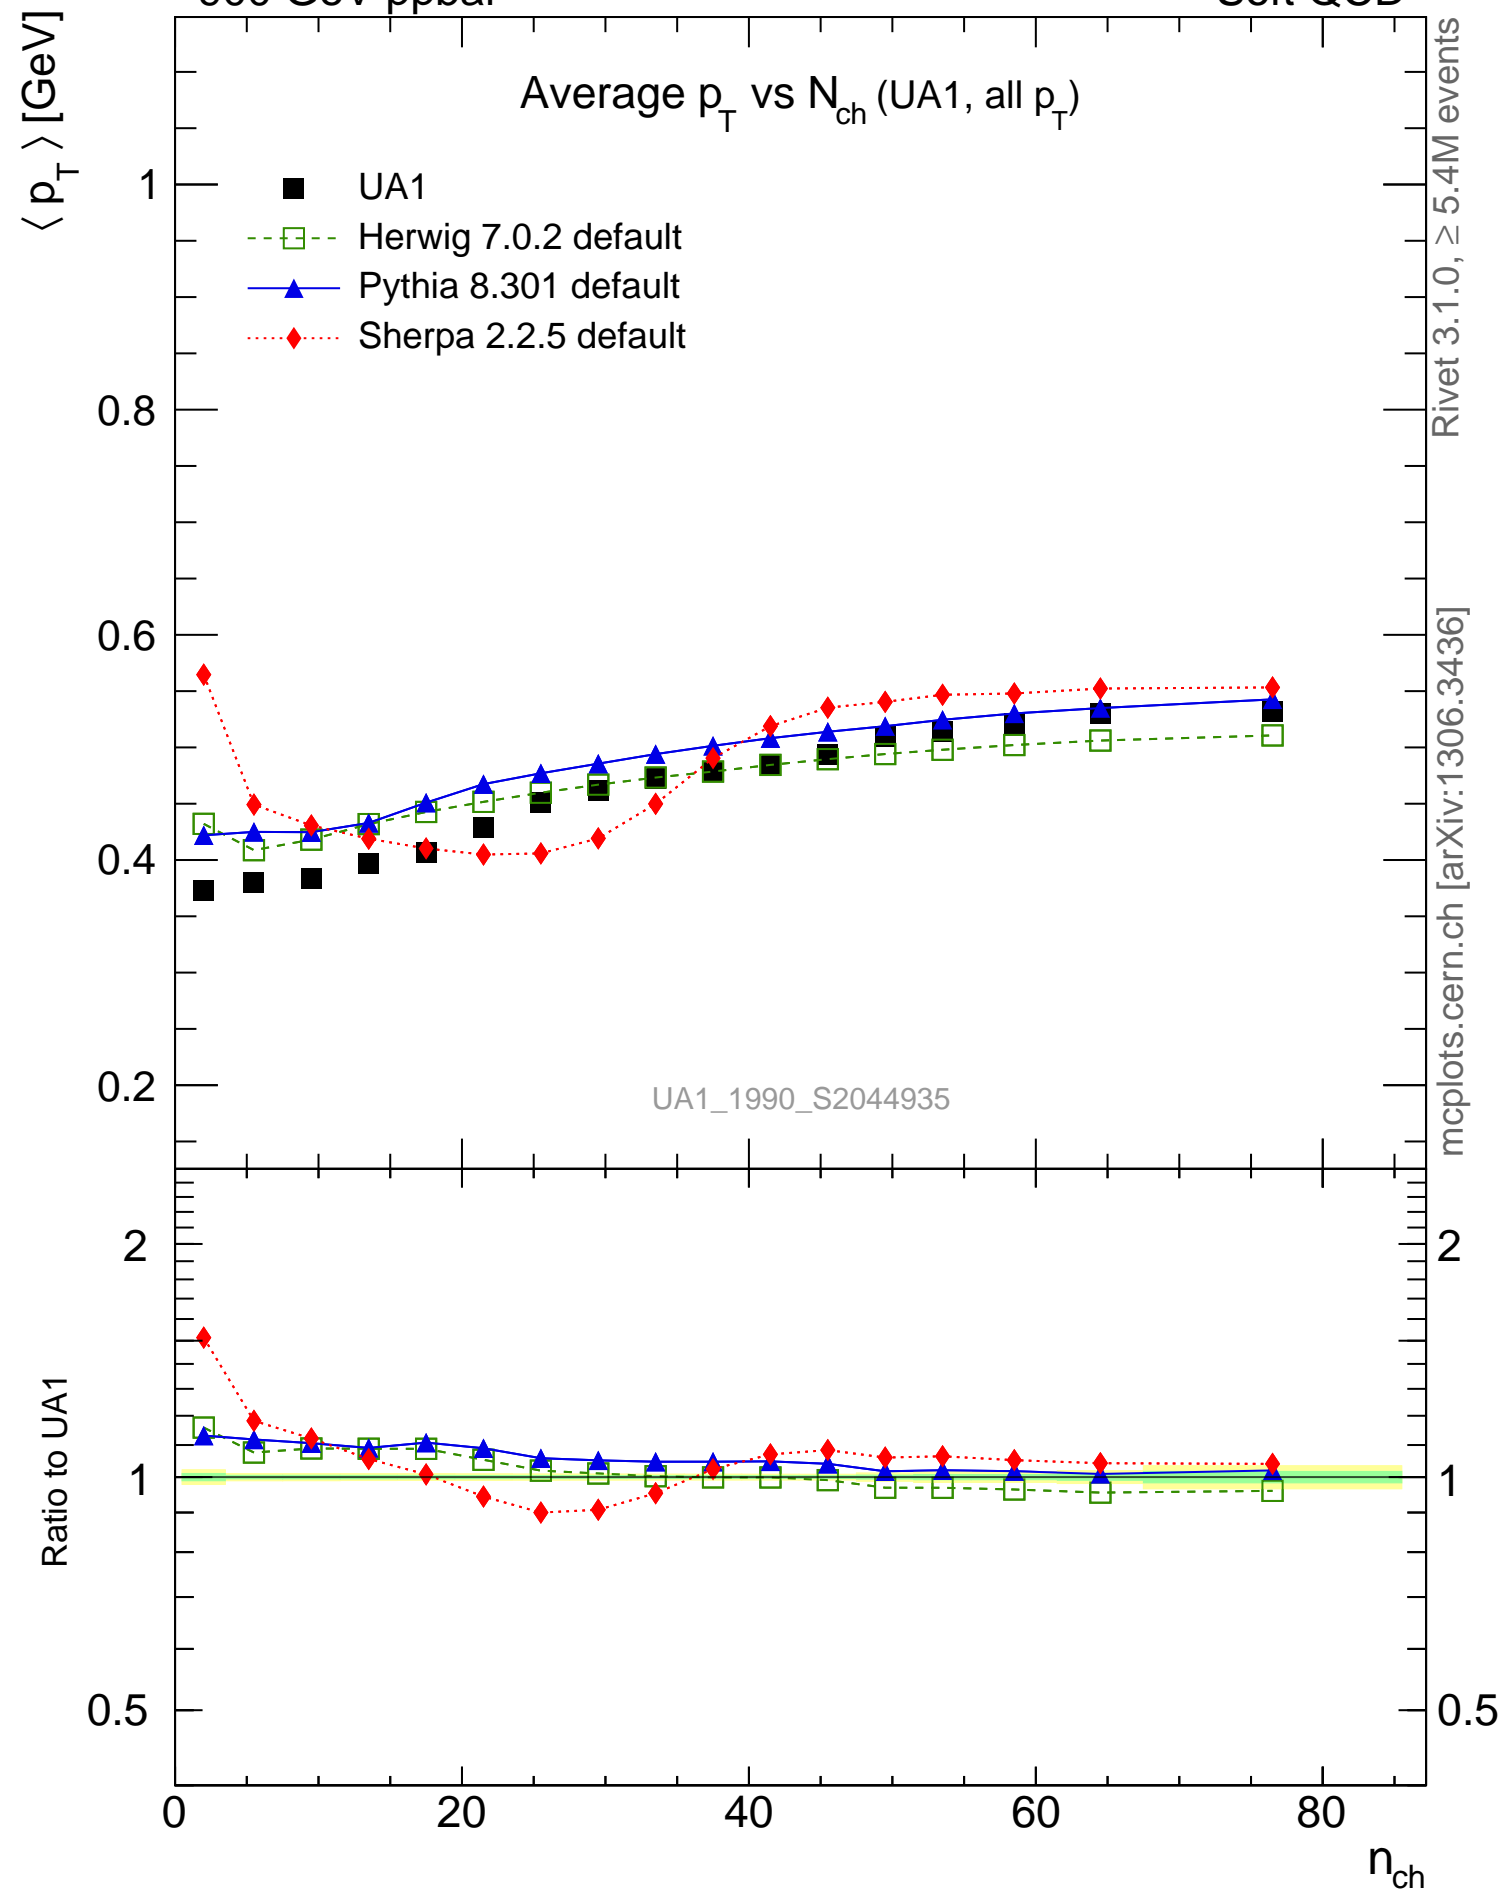 ⟨ p_T ⟩ [GeV]
Average p_T vs N_ch (UA1, all p_T)
UA1
Herwig 7.0.2 default
Pythia 8.301 default
Sherpa 2.2.5 default
1
0.8
0.6
0.4
0.2
UA1_1990_S2044935
Rivet 3.1.0, ≥ 5.4M events
mcplots.cern.ch [arXiv:1306.3436]
Ratio to UA1
2
1
0.5
2
1
0.5
0 20 40 60 80
n_ch